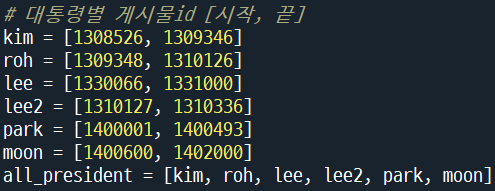 # 대통령별 게시물id [시작, 끝]
kim = [1308526, 1309346]
roh = [1309348, 1310126]
lee = [1330066, 1331000]
lee2 = [1310127, 1310336]
park = [1400001, 1400493]
moon = [1400600, 1402000]
all_president = [kim, roh, lee, lee2, park, moon]